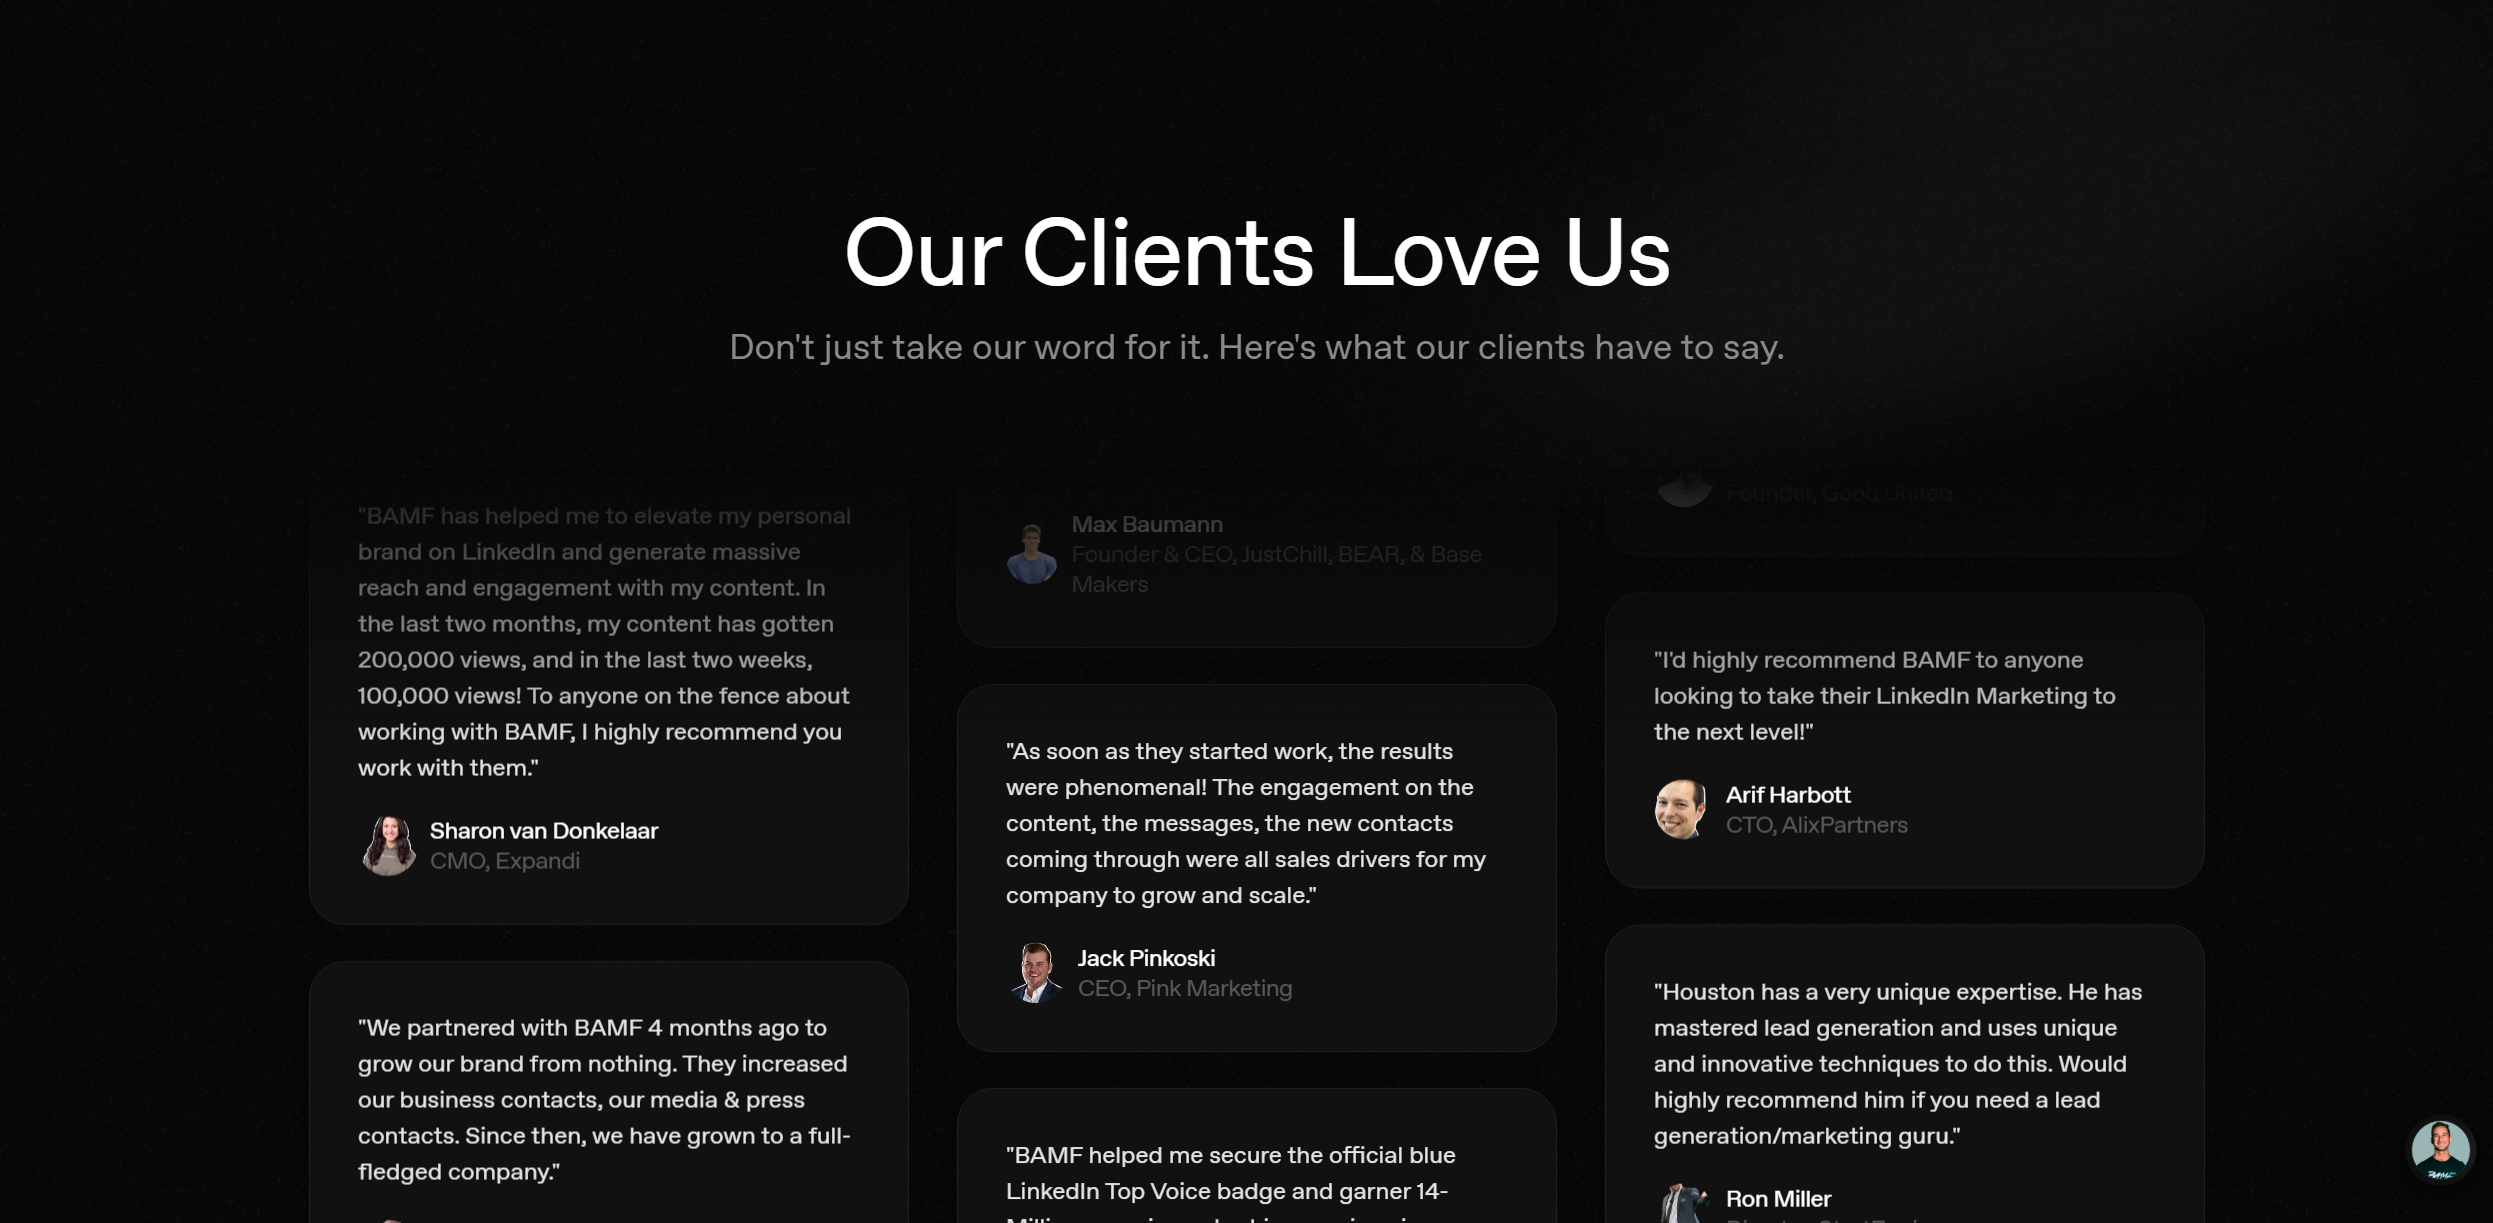 Our Clients Love Us
Don't just take our word for it. Here's what our clients have to say.
"BAMF has helped me to elevate my personal
brand on LinkedIn and generate massive
reach and engagement with my content. In
the last two months, my content has gotten
200,000 views, and in the last two weeks,
100,000 views! To anyone on the fence about
working with BAMF, I highly recommend you
work with them."
Sharon van Donkelaar
CMO, Expandi
"We partnered with BAMF 4 months ago to
grow our brand from nothing. They increased
our business contacts, our media & press
contacts. Since then, we have grown to a full-
fledged company."
Max Baumann
Founder & CEO, JustChill, BEAR, & Base
Makers
"As soon as they started work, the results
were phenomenal! The engagement on the
content, the messages, the new contacts
coming through were all sales drivers for my
company to grow and scale."
Jack Pinkoski
CEO, Pink Marketing
"BAMF helped me secure the official blue
LinkedIn Top Voice badge and garner 14-
Founder, Good United
"I'd highly recommend BAMF to anyone
looking to take their LinkedIn Marketing to
the next level!"
Arif Harbott
CTO, AlixPartners
"Houston has a very unique expertise. He has
mastered lead generation and uses unique
and innovative techniques to do this. Would
highly recommend him if you need a lead
generation/marketing guru."
Ron Miller
BAMF